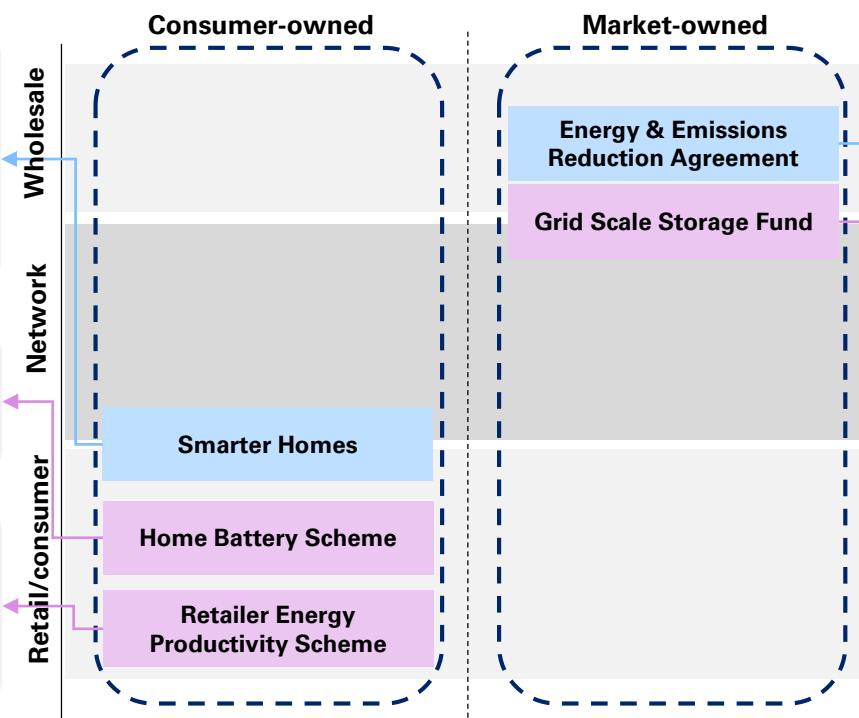 Consumer-owned
Market-owned
Wholesale
Energy & Emissions
Reduction Agreement
Grid Scale Storage Fund
Network
Smarter Homes
Retail/consumer
Home Battery Scheme
Retailer Energy
Productivity Scheme